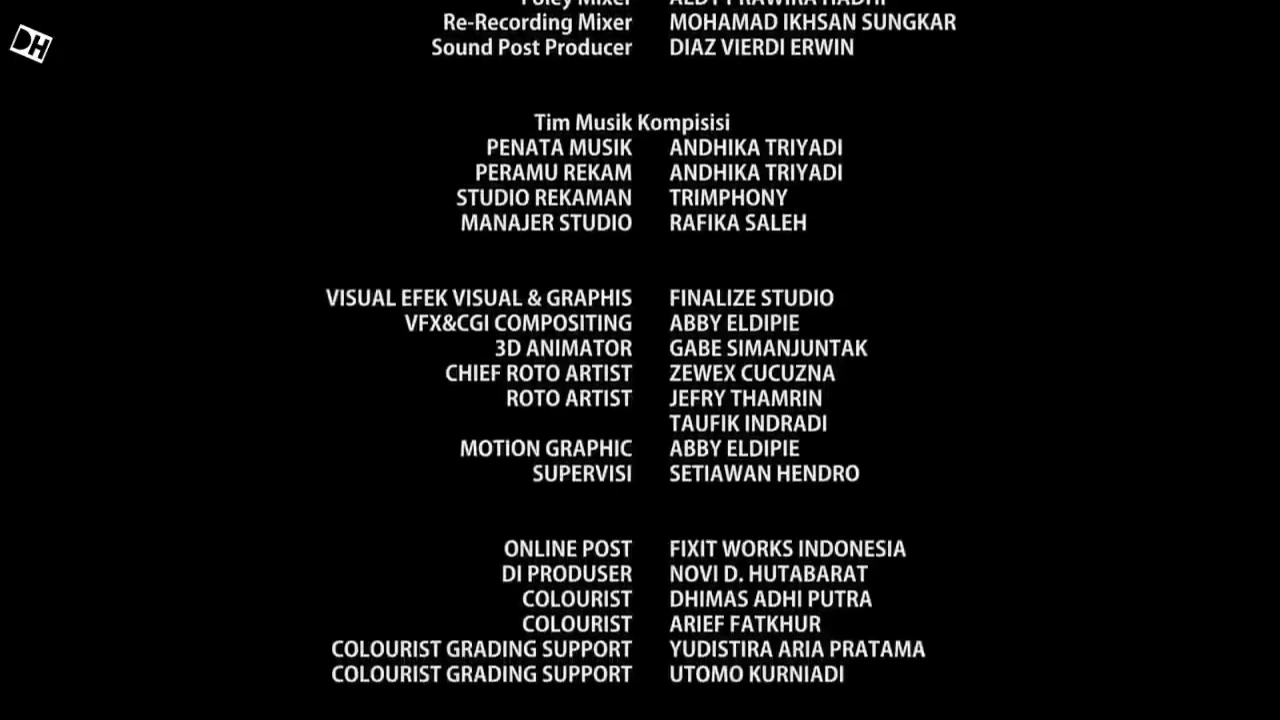 DH
Foley Mixer
Re-Recording Mixer MOHAMAD IKHSAN SUNGKAR
Sound Post Producer DIAZ VIERDI ERWIN
Tim Musik Kompisisi
PENATA MUSIK ANDHIKA TRIYADI
PERAMU REKAM ANDHIKA TRIYADI
STUDIO REKAMAN TRIMPHONY
MANAJER STUDIO RAFIKA SALEH
VISUAL EFEK VISUAL & GRAPHIS FINALIZE STUDIO
VFX&CGI COMPOSITING ABBY ELDIPIE
3D ANIMATOR GABE SIMANJUNTAK
CHIEF ROTO ARTIST ZEWEX CUCUZNA
ROTO ARTIST JEFRY THAMRIN
TAUFIK INDRADI
MOTION GRAPHIC ABBY ELDIPIE
SUPERVISI SETIAWAN HENDRO
ONLINE POST FIXIT WORKS INDONESIA
DI PRODUSER NOVI D. HUTABARAT
COLOURIST DHIMAS ADHI PUTRA
COLOURIST ARIEF FATKHUR
COLOURIST GRADING SUPPORT YUDISTIRA ARIA PRATAMA
COLOURIST GRADING SUPPORT UTOMO KURNIADI